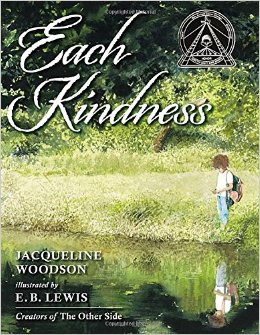 Each
Kindness
JACQUELINE
WOODSON
illustrated by
E. B. LEWIS
Creators of The Other Side